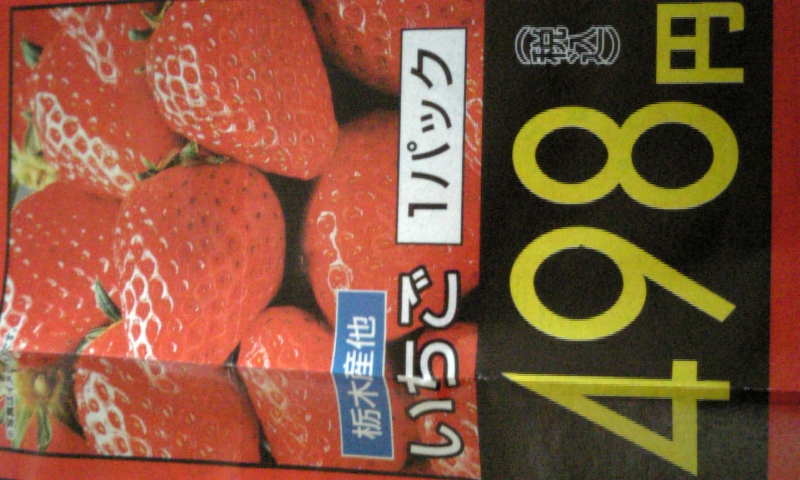 栃木産他
いちご
1パック
498円
(税込)